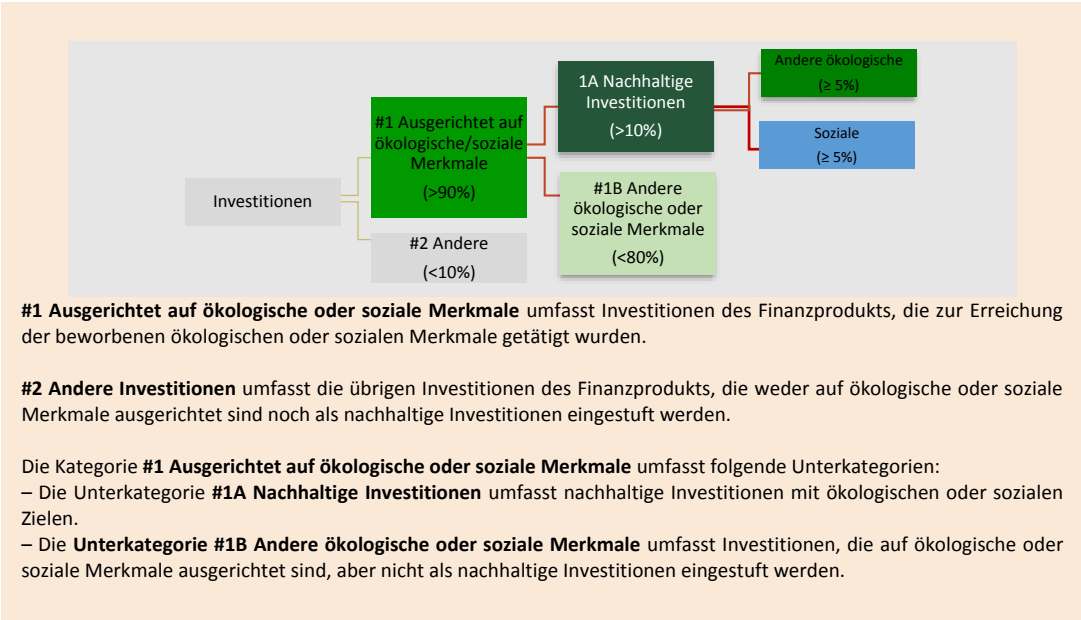 Investitionen
#1 Ausgerichtet auf
ökologische/soziale
Merkmale
(>90%)
#2 Andere
(<10%)
1A Nachhaltige
Investitionen
(>10%)
#1B Andere
ökologische oder
soziale Merkmale
(<80%)
Andere ökologische
(≥ 5%)
Soziale
(≥ 5%)
#1 Ausgerichtet auf ökologische oder soziale Merkmale umfasst Investitionen des Finanzprodukts, die zur Erreichung
der beworbenen ökologischen oder sozialen Merkmale getätigt wurden.
#2 Andere Investitionen umfasst die übrigen Investitionen des Finanzprodukts, die weder auf ökologische oder soziale
Merkmale ausgerichtet sind noch als nachhaltige Investitionen eingestuft werden.
Die Kategorie #1 Ausgerichtet auf ökologische oder soziale Merkmale umfasst folgende Unterkategorien:
– Die Unterkategorie #1A Nachhaltige Investitionen umfasst nachhaltige Investitionen mit ökologischen oder sozialen
Zielen.
– Die Unterkategorie #1B Andere ökologische oder soziale Merkmale umfasst Investitionen, die auf ökologische oder
soziale Merkmale ausgerichtet sind, aber nicht als nachhaltige Investitionen eingestuft werden.